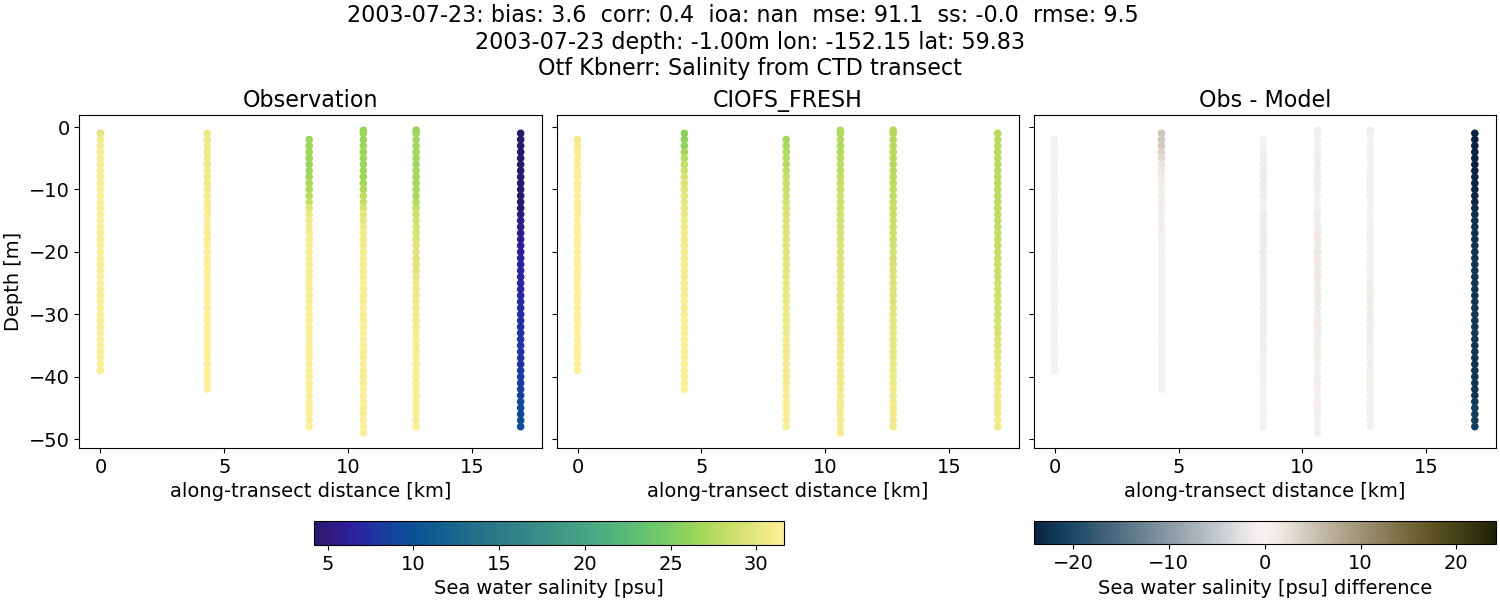 2003-07-23: bias: 3.6  corr: 0.4  ioa: nan  mse: 91.1  ss: -0.0  rmse: 9.5
2003-07-23 depth: -1.00m lon: -152.15 lat: 59.83
Otf Kbnerr: Salinity from CTD transect
Observation
CIOFS_FRESH
Obs - Model
Depth [m]
0
−10
−20
−30
−40
−50
0 5 10 15
0 5 10 15
0 5 10 15
along-transect distance [km]
along-transect distance [km]
along-transect distance [km]
5 10 15 20 25 30
Sea water salinity [psu]
−20 −10 0 10 20
Sea water salinity [psu] difference